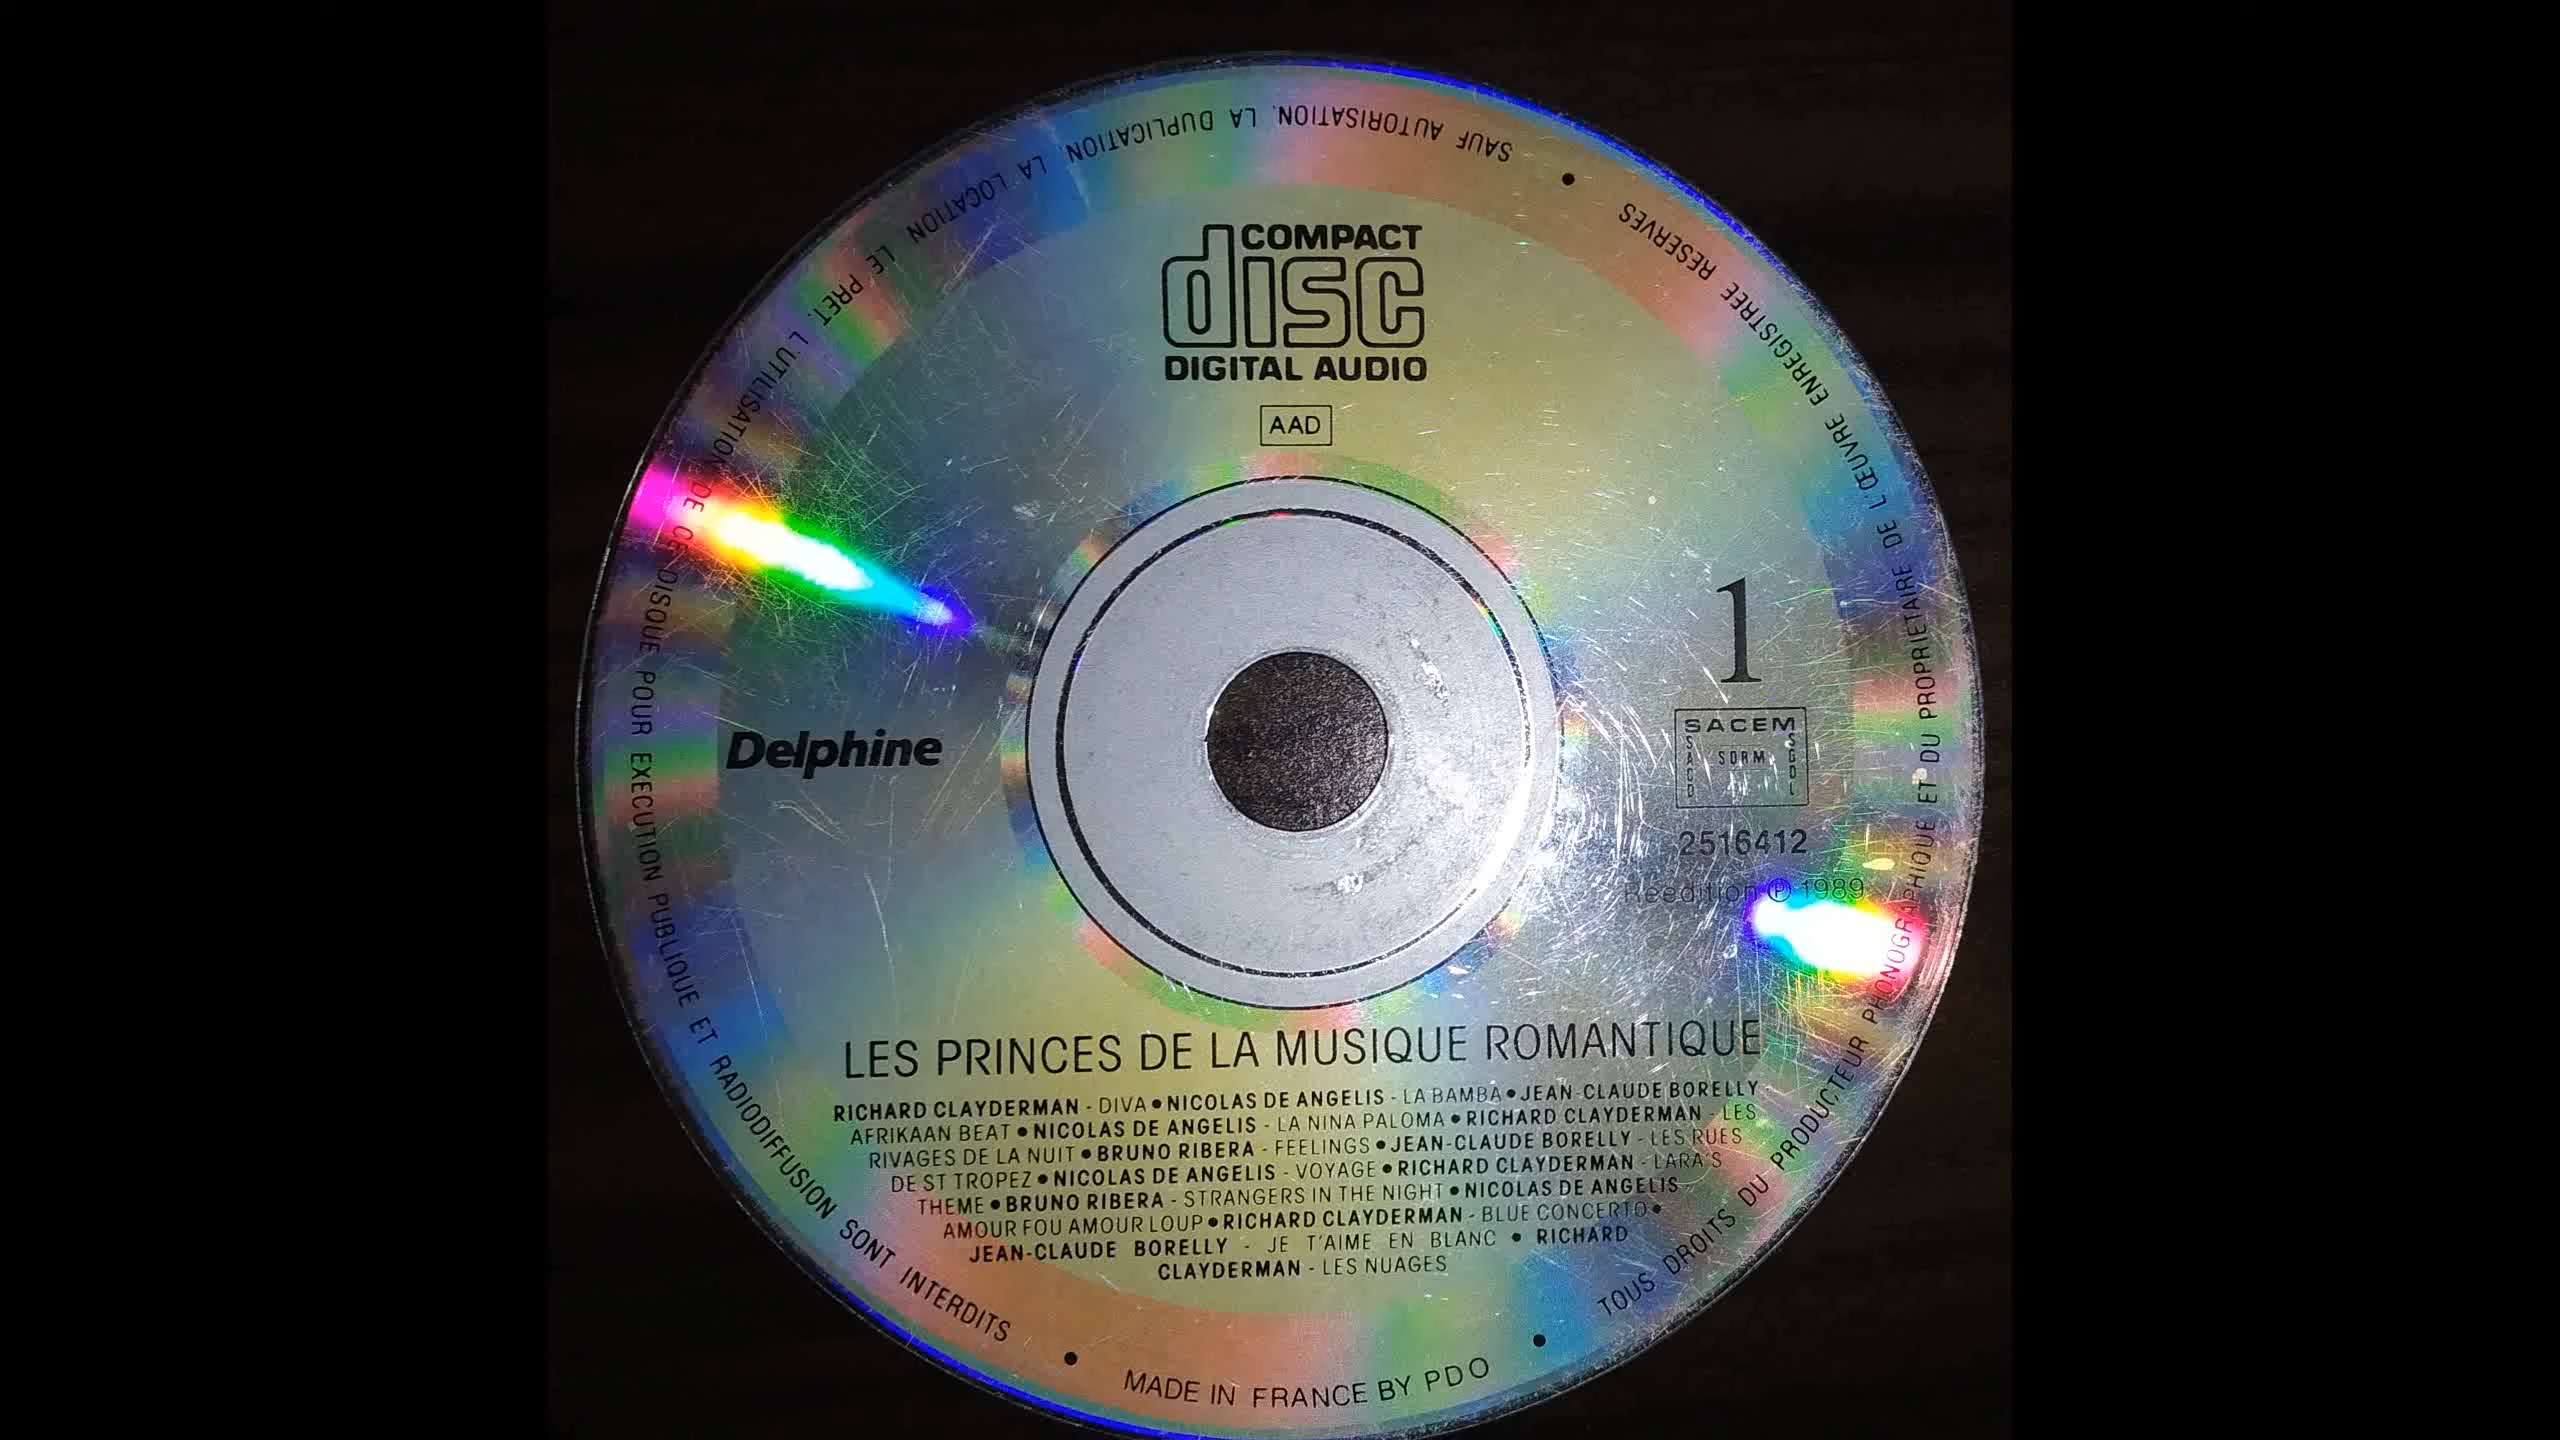 COMPACT
disc
DIGITAL AUDIO
AAD
1
SACEM
SACD SDRM SGDL
2516412
Réédition ℗ 1989
Delphine
LES PRINCES DE LA MUSIQUE ROMANTIQUE
RICHARD CLAYDERMAN - DIVA ● NICOLAS DE ANGELIS - LA BAMBA ● JEAN-CLAUDE BORELLY -
AFRIKAAN BEAT ● NICOLAS DE ANGELIS - LA NINA PALOMA ● RICHARD CLAYDERMAN - LES
RIVAGES DE LA NUIT ● BRUNO RIBERA - FEELINGS ● JEAN-CLAUDE BORELLY - LES RUES
DE ST TROPEZ ● NICOLAS DE ANGELIS - VOYAGE ● RICHARD CLAYDERMAN - LARA'S
THEME ● BRUNO RIBERA - STRANGERS IN THE NIGHT ● NICOLAS DE ANGELIS -
AMOUR FOU AMOUR LOUP ● RICHARD CLAYDERMAN - BLUE CONCERTO ●
JEAN-CLAUDE BORELLY - JE T'AIME EN BLANC ● RICHARD
CLAYDERMAN - LES NUAGES
TOUS DROITS DU PRODUCTEUR PHONOGRAPHIQUE ET DU PROPRIETAIRE DE L'ŒUVRE ENREGISTREE RESERVES ●
SAUF AUTORISATION, LA DUPLICATION, LA LOCATION, LE PRET, L'UTILISATION DE CE DISQUE POUR EXECUTION PUBLIQUE ET RADIODIFFUSION SONT INTERDITS ●
MADE IN FRANCE BY PDO ●